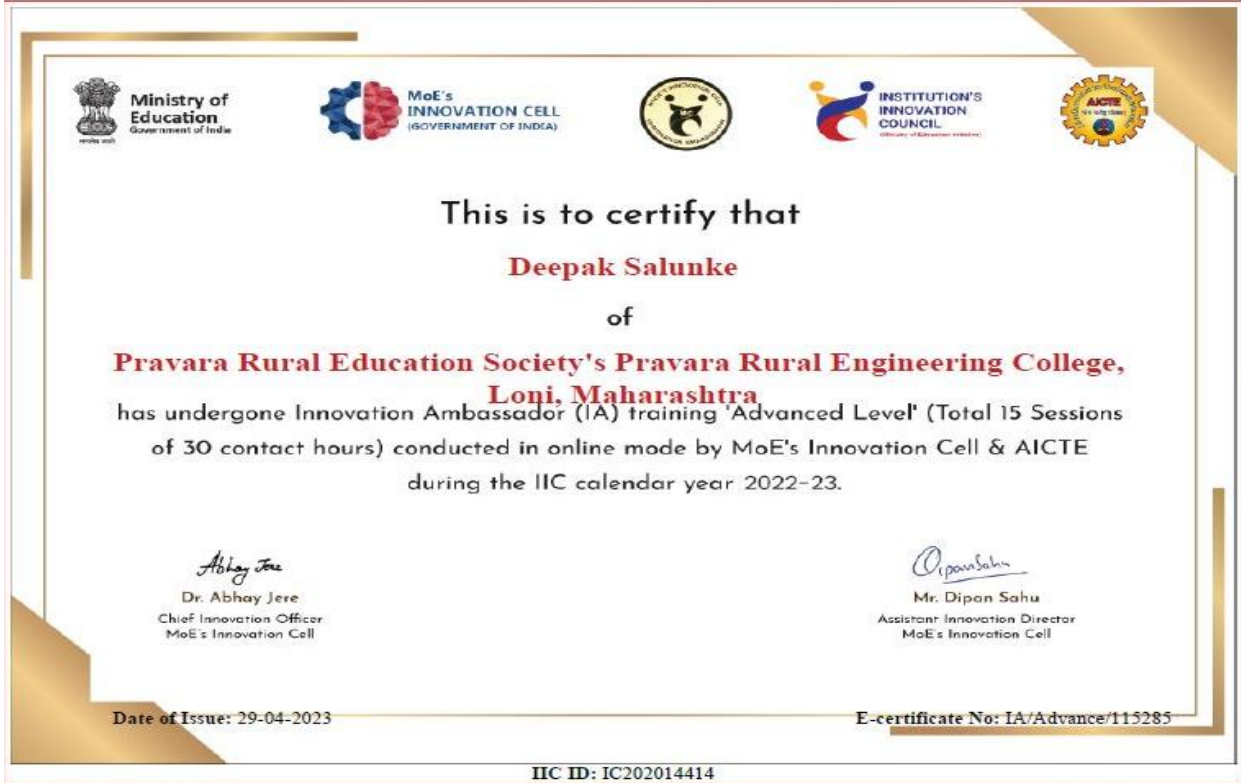 Ministry of
Education
Government of India
MoE's
INNOVATION CELL
(GOVERNMENT OF INDIA)
INSTITUTION'S
INNOVATION
COUNCIL
(Ministry of Education Initiative)
AICTE
This is to certify that
Deepak Salunke
of
Pravara Rural Education Society's Pravara Rural Engineering College,
Loni, Maharashtra
has undergone Innovation Ambassador (IA) training 'Advanced Level' (Total 15 Sessions
of 30 contact hours) conducted in online mode by MoE's Innovation Cell & AICTE
during the IIC calendar year 2022-23.
Abhay Jere
Dipan Sahu
Dr. Abhay Jere
Mr. Dipan Sahu
Chief Innovation Officer
Assistant Innovation Director
MoE's Innovation Cell
MoE's Innovation Cell
Date of Issue: 29-04-2023
E-certificate No: IA/Advance/115285
IIC ID: IC202014414